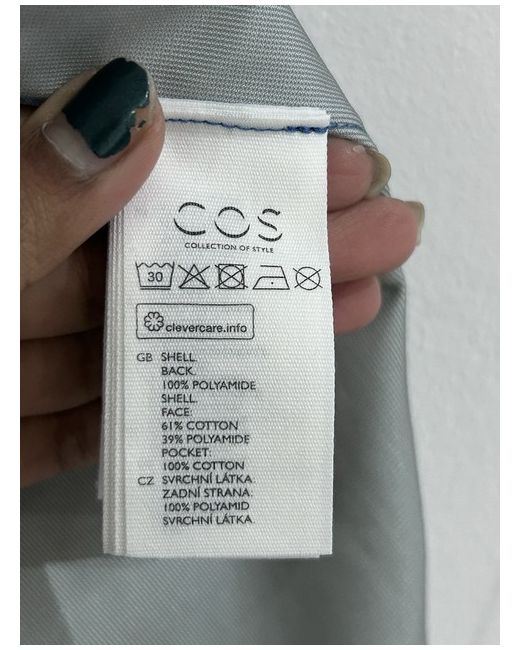 COS
COLLECTION OF STYLE
30
clevercare.info
GB SHELL.
BACK.
100% POLYAMIDE
SHELL.
FACE:
61% COTTON
39% POLYAMIDE
POCKET:
100% COTTON
CZ SVRCHNÍ LÁTKA.
ZADNÍ STRANA:
100% POLYAMID
SVRCHNÍ LÁTKA.